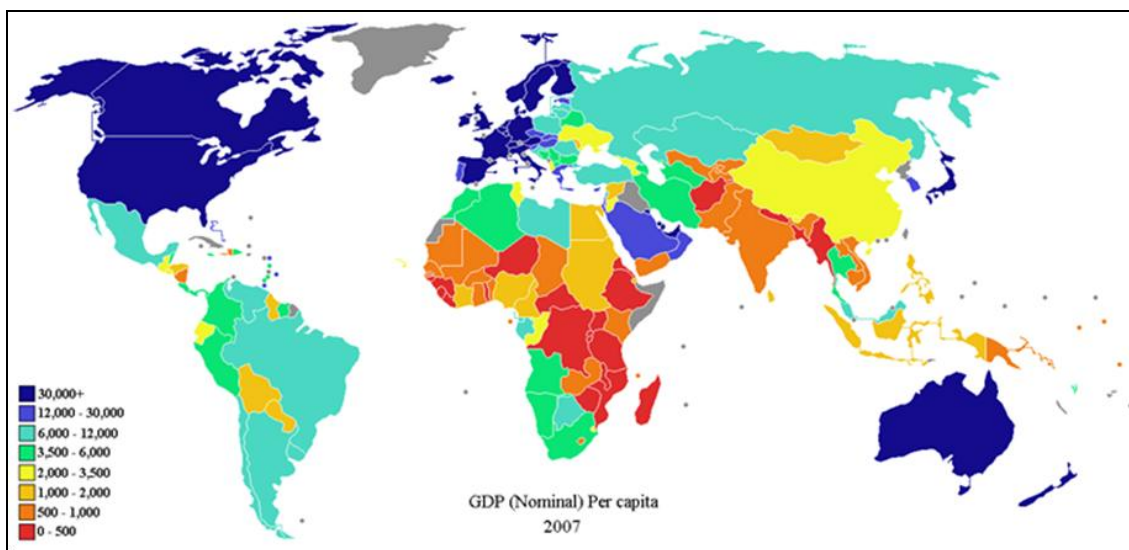 30,000+
12,000 - 30,000
6,000 - 12,000
3,500 - 6,000
2,000 - 3,500
1,000 - 2,000
500 - 1,000
0 - 500
GDP (Nominal) Per capita
2007